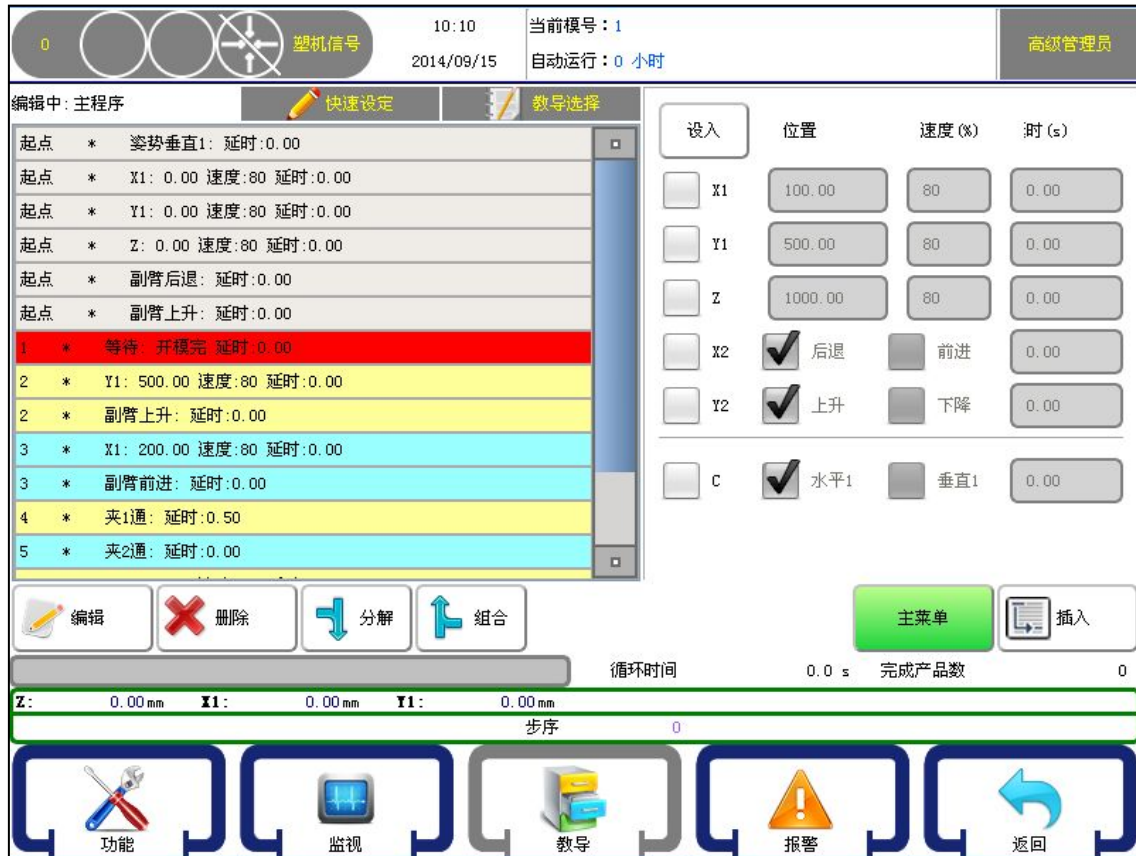 0
塑机信号
10:10
2014/09/15
当前模号：1
自动运行：0 小时
高级管理员
编辑中:主程序
快速设定
教导选择
起点 * 姿势垂直1: 延时:0.00
起点 * X1: 0.00 速度:80 延时:0.00
起点 * Y1: 0.00 速度:80 延时:0.00
起点 * Z: 0.00 速度:80 延时:0.00
起点 * 副臂后退: 延时:0.00
起点 * 副臂上升: 延时:0.00
1 * 等待: 开模完 延时:0.00
2 * Y1: 500.00 速度:80 延时:0.00
2 * 副臂上升: 延时:0.00
3 * X1: 200.00 速度:80 延时:0.00
3 * 副臂前进: 延时:0.00
4 * 夹1通: 延时:0.50
5 * 夹2通: 延时:0.00
设入 位置 速度(%) 时(s)
X1 100.00 80 0.00
Y1 500.00 80 0.00
Z 1000.00 80 0.00
X2 后退 前进 0.00
Y2 上升 下降 0.00
C 水平1 垂直1 0.00
编辑 删除 分解 组合 主菜单 插入
循环时间 0.0 s 完成产品数 0
Z: 0.00mm X1: 0.00mm Y1: 0.00mm
步序 0
功能 监视 教导 报警 返回